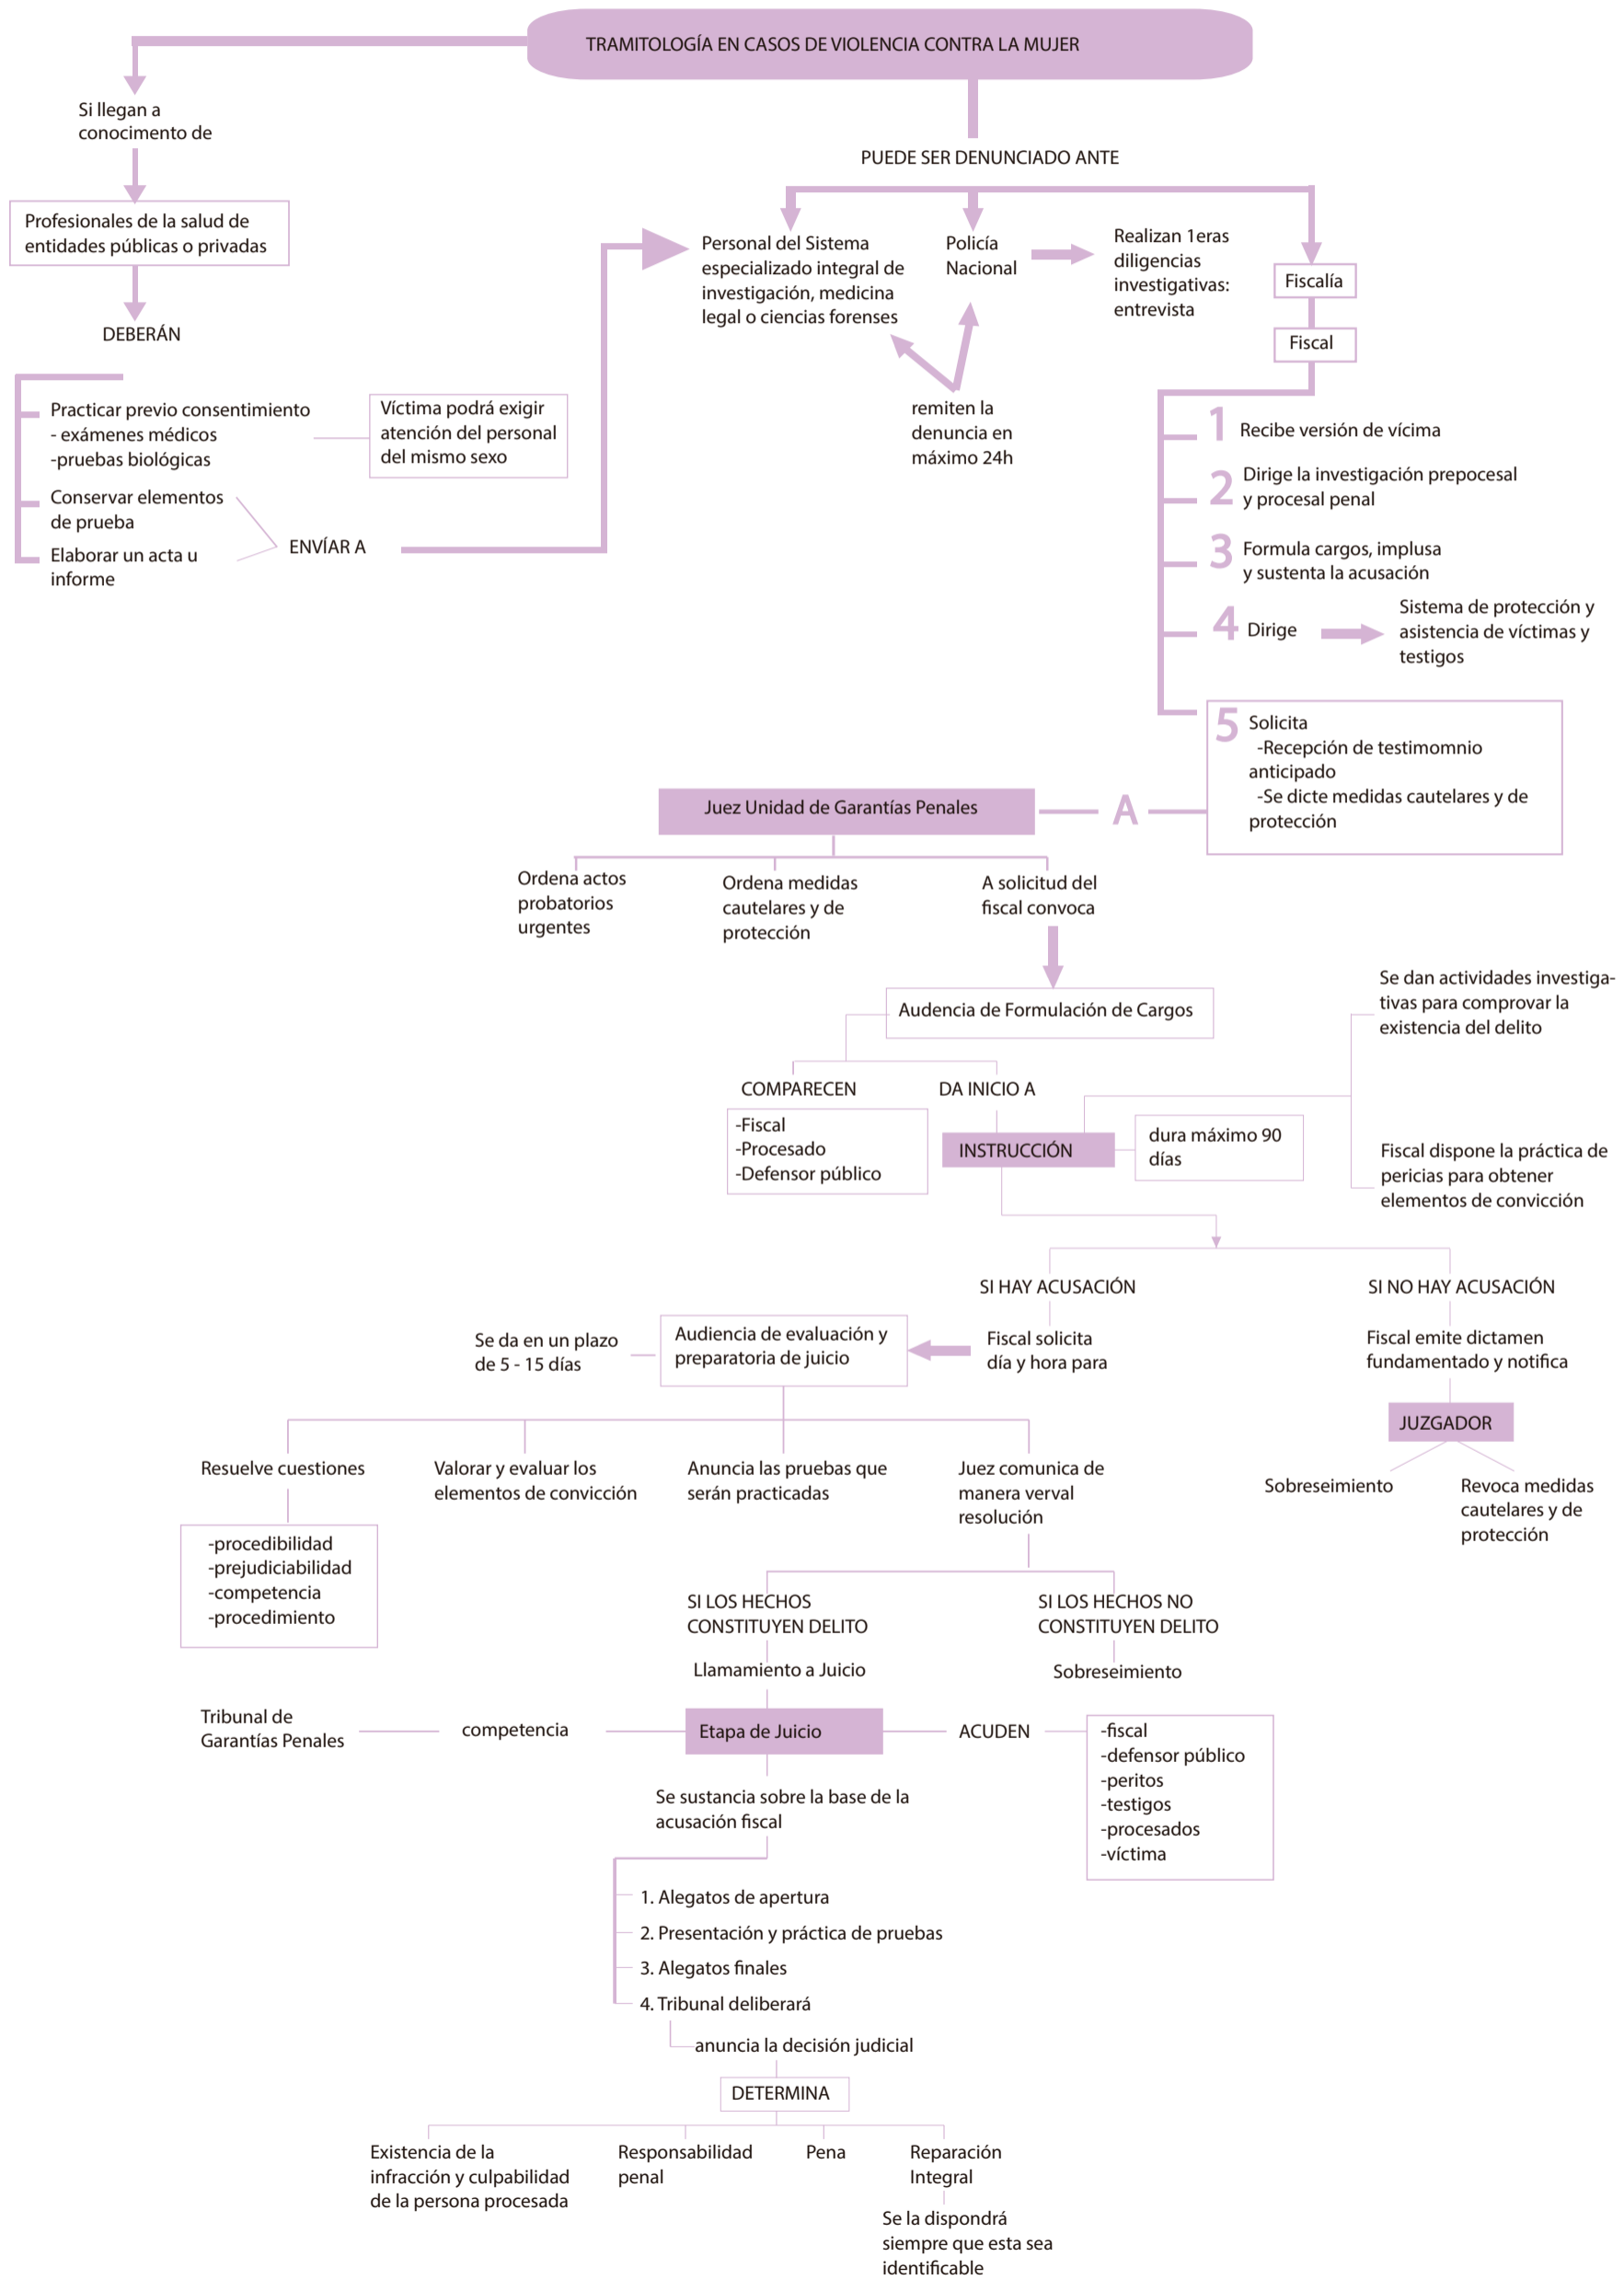 TRAMITOLOGÍA EN CASOS DE VIOLENCIA CONTRA LA MUJER
Si llegan a
conocimiento de
Profesionales de la salud de
entidades públicas o privadas
DEBERÁN
Practicar previo consentimiento
- exámenes médicos
-pruebas biológicas
Víctima podrá exigir
atención del personal
del mismo sexo
Conservar elementos
de prueba
Elaborar un acta u
informe
ENVÍAR A
PUEDE SER DENUNCIADO ANTE
Personal del Sistema
especializado integral de
investigación, medicina
legal o ciencias forenses
Policía
Nacional
Realizan 1eras
diligencias
investigativas:
entrevista
remiten la
denuncia en
máximo 24h
Fiscalía
Fiscal
1 Recibe versión de vícima
2 Dirige la investigación prepocesal
y procesal penal
3 Formula cargos, implusa
y sustenta la acusación
4 Dirige
Sistema de protección y
asistencia de víctimas y
testigos
5 Solicita
-Recepción de testimomnio
anticipado
-Se dicte medidas cautelares y de
protección
A
Juez Unidad de Garantías Penales
Ordena actos
probatorios
urgentes
Ordena medidas
cautelares y de
protección
A solicitud del
fiscal convoca
Audencia de Formulación de Cargos
COMPARECEN
-Fiscal
-Procesado
-Defensor público
DA INICIO A
INSTRUCCIÓN
dura máximo 90
días
Se dan actividades investiga-
tivas para comprovar la
existencia del delito
Fiscal dispone la práctica de
pericias para obtener
elementos de convicción
SI HAY ACUSACIÓN
Fiscal solicita
día y hora para
SI NO HAY ACUSACIÓN
Fiscal emite dictamen
fundamentado y notifica
JUZGADOR
Sobreseimiento
Revoca medidas
cautelares y de
protección
Audiencia de evaluación y
preparatoria de juicio
Se da en un plazo
de 5 - 15 días
Resuelve cuestiones
-procedibilidad
-prejudiciabilidad
-competencia
-procedimiento
Valorar y evaluar los
elementos de convicción
Anuncia las pruebas que
serán practicadas
Juez comunica de
manera verval
resolución
SI LOS HECHOS
CONSTITUYEN DELITO
Llamamiento a Juicio
SI LOS HECHOS NO
CONSTITUYEN DELITO
Sobreseimiento
Tribunal de
Garantías Penales
competencia
Etapa de Juicio
ACUDEN
-fiscal
-defensor público
-peritos
-testigos
-procesados
-víctima
Se sustancia sobre la base de la
acusación fiscal
1. Alegatos de apertura
2. Presentación y práctica de pruebas
3. Alegatos finales
4. Tribunal deliberará
anuncia la decisión judicial
DETERMINA
Existencia de la
infracción y culpabilidad
de la persona procesada
Responsabilidad
penal
Pena
Reparación
Integral
Se la dispondrá
siempre que esta sea
identificable